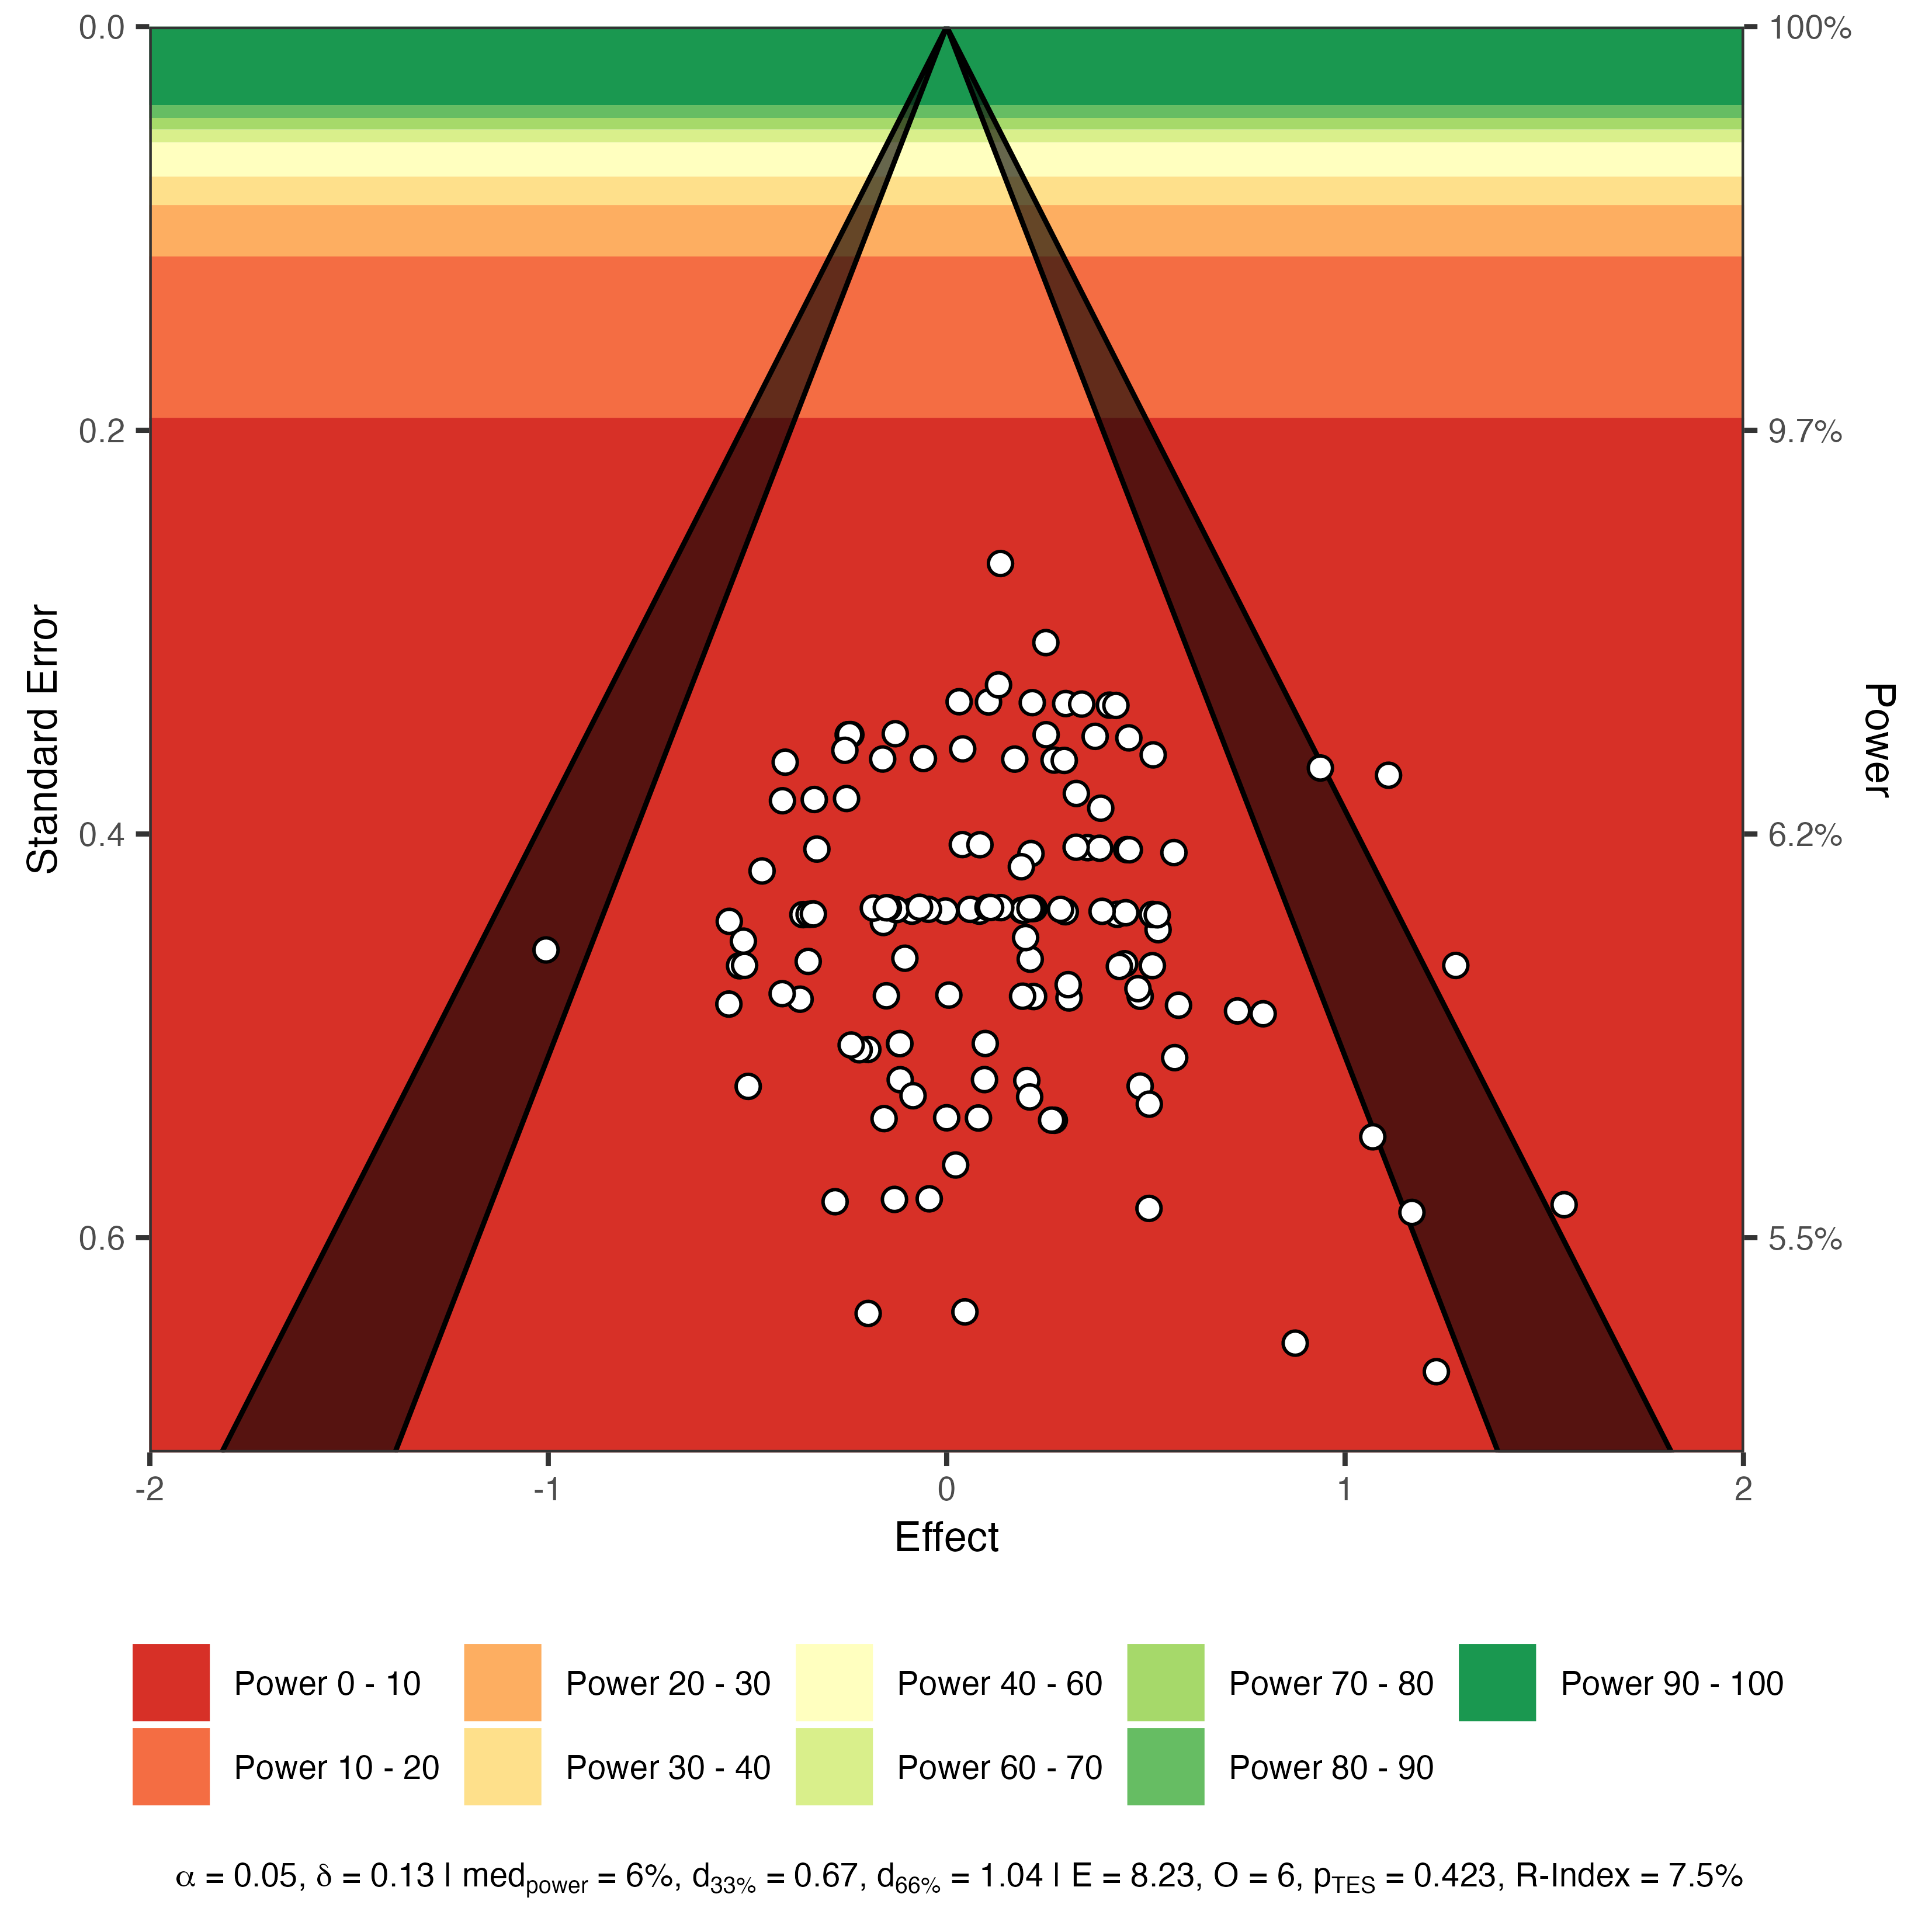 0.0
0.2
0.4
0.6
Standard Error
100%
9.7%
6.2%
5.5%
Power
-2 -1 0 1 2
Effect
Power 0 - 10 Power 20 - 30 Power 40 - 60 Power 70 - 80 Power 90 - 100
Power 10 - 20 Power 30 - 40 Power 60 - 70 Power 80 - 90
α = 0.05, δ = 0.13 | medpower = 6%, d33% = 0.67, d66% = 1.04 | E = 8.23, O = 6, pTES = 0.423, R-Index = 7.5%